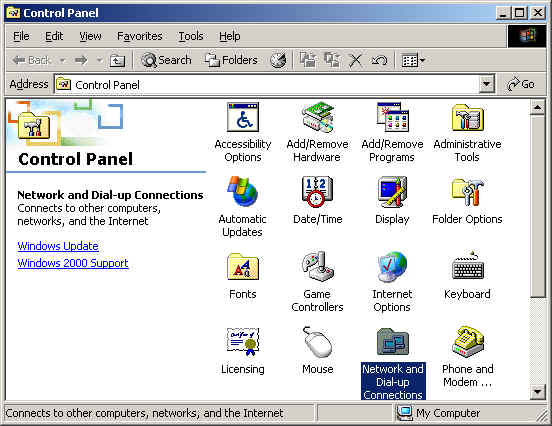 Control Panel
File Edit View Favorites Tools Help
Back Search Folders
Address Control Panel Go
Control Panel
Network and Dial-up Connections
Connects to other computers,
networks, and the Internet
Windows Update
Windows 2000 Support
Accessibility
Options
Add/Remove
Hardware
Add/Remove
Programs
Administrative
Tools
Automatic
Updates
Date/Time
Display
Folder Options
Fonts
Game
Controllers
Internet
Options
Keyboard
Licensing
Mouse
Network and
Dial-up
Connections
Phone and
Modem ...
Connects to other computers, networks, and the Internet
My Computer